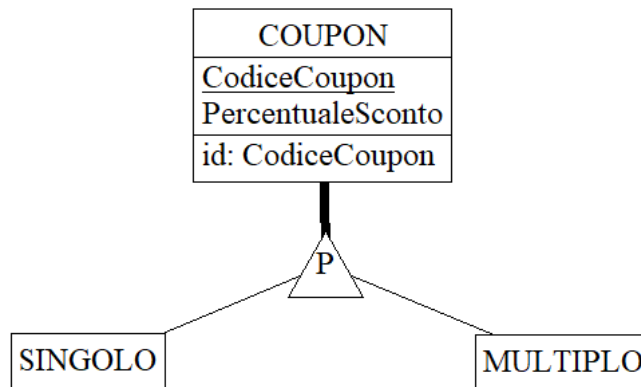 COUPON
CodiceCoupon
PercentualeSconto
id: CodiceCoupon
P
SINGOLO
MULTIPLO